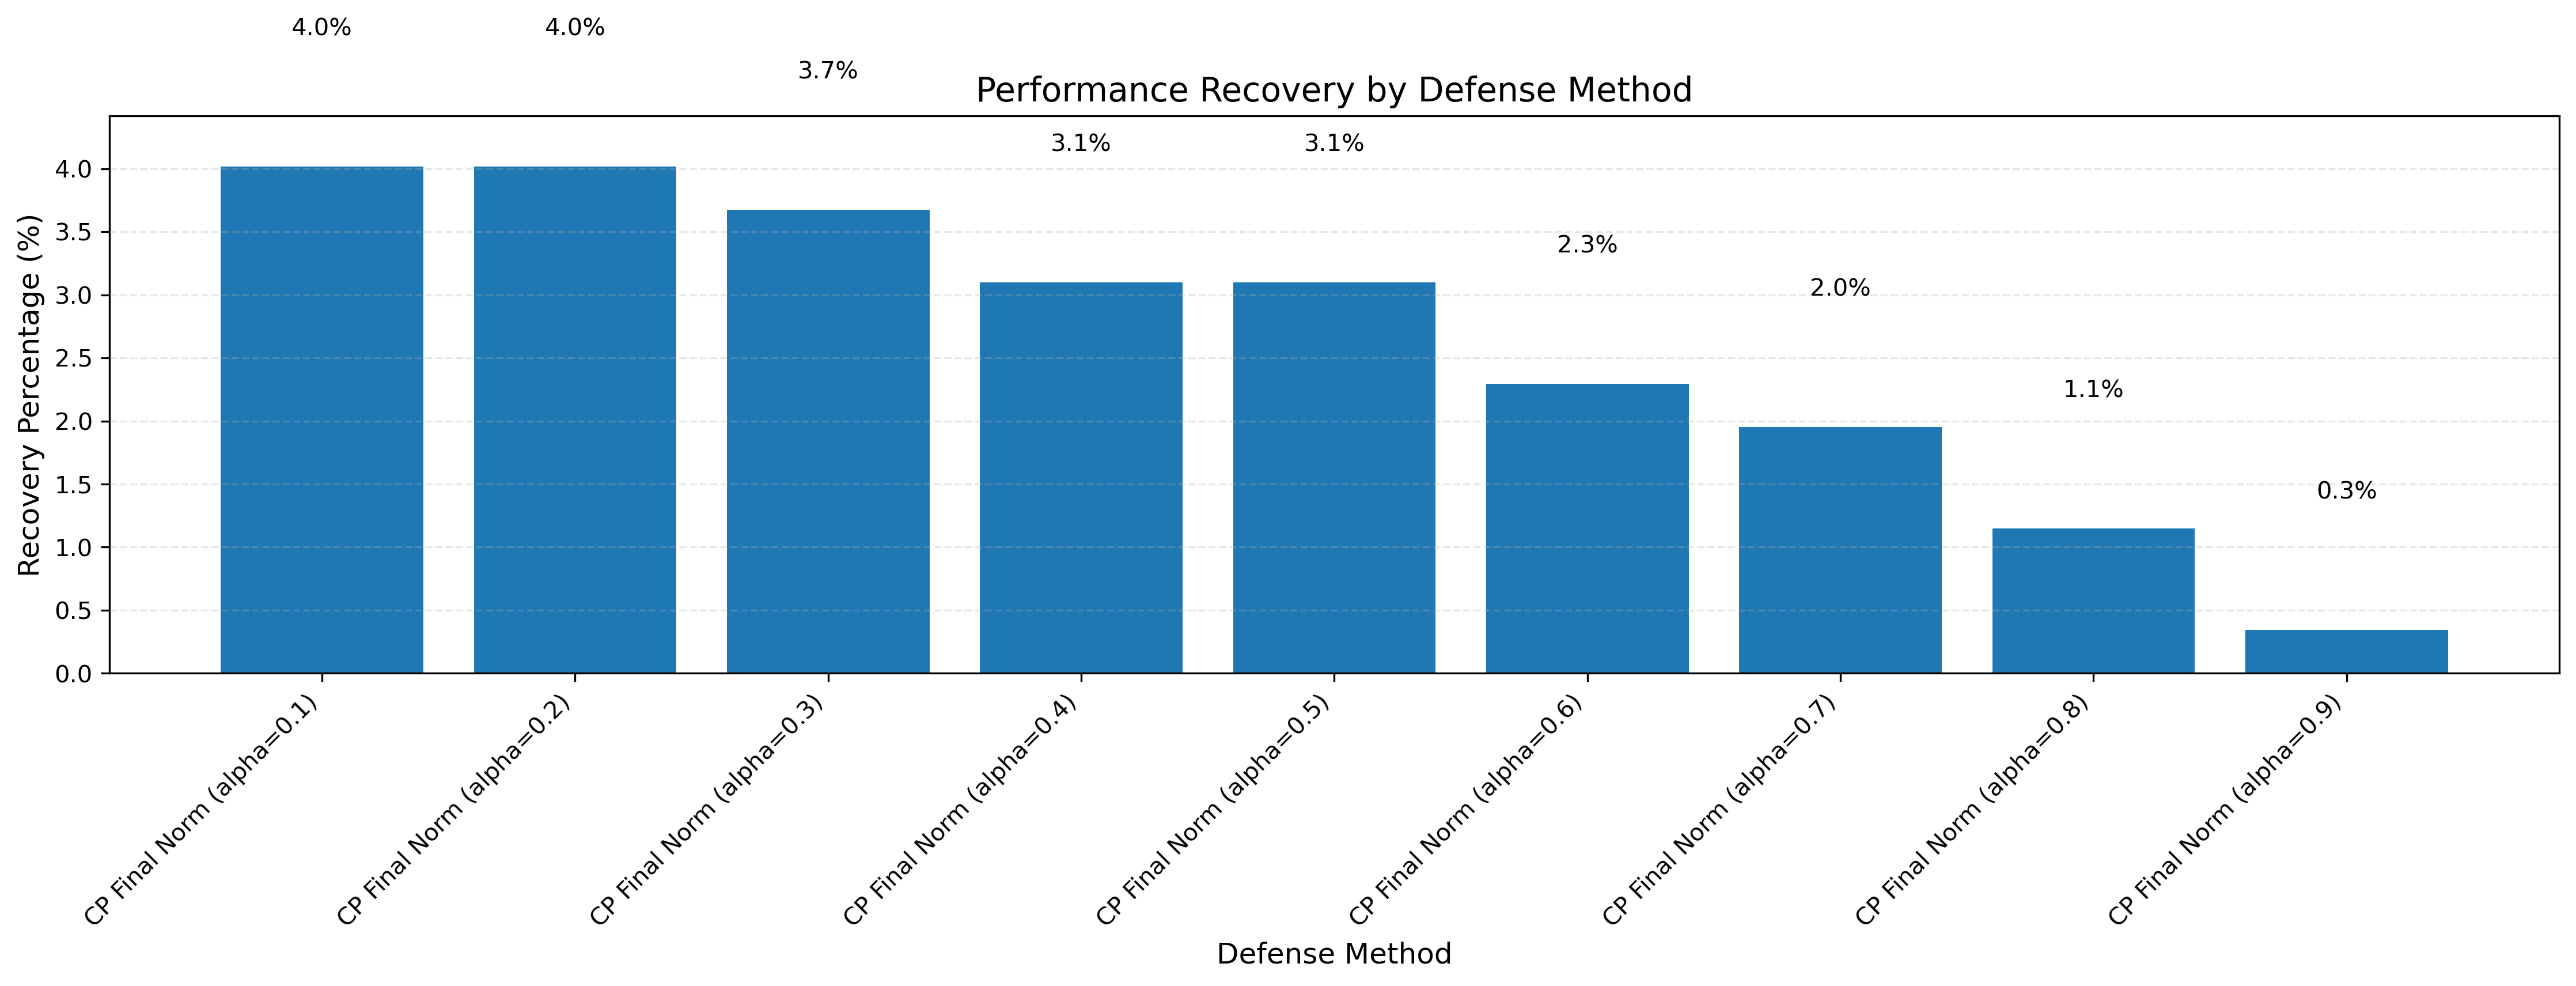 4.0%
4.0%
3.7%
Performance Recovery by Defense Method
3.1%
3.1%
2.3%
2.0%
1.1%
0.3%
Recovery Percentage (%)
4.0
3.5
3.0
2.5
2.0
1.5
1.0
0.5
0.0
CP Final Norm (alpha=0.1)
CP Final Norm (alpha=0.2)
CP Final Norm (alpha=0.3)
CP Final Norm (alpha=0.4)
CP Final Norm (alpha=0.5)
CP Final Norm (alpha=0.6)
CP Final Norm (alpha=0.7)
CP Final Norm (alpha=0.8)
CP Final Norm (alpha=0.9)
Defense Method